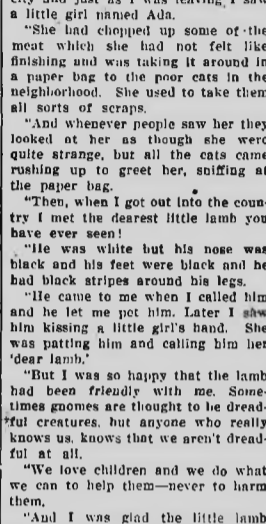 city and just as I was leaving I saw
a little girl named Ada.
"She had chopped up some of the
meat which she had not felt like
finishing and was taking it around in
a paper bag to the poor cats in the
neighborhood. She used to take them
all sorts of scraps.
"And whenever people saw her they
looked at her as though she were
quite strange, but all the cats came
rushing up to greet her, sniffing at
the paper bag.
"Then, when I got out into the coun-
try I met the dearest little lamb you
have ever seen!
"He was white but his nose was
black and his feet were black and he
had black stripes around his legs.
"He came to me when I called him
and he let me pet him. Later I saw
him kissing a little girl's hand. She
was patting him and calling him her
'dear lamb.'
"But I was so happy that the lamb
had been friendly with me. Some-
times gnomes are thought to be dread-
ful creatures, but anyone who really
knows us, knows that we aren't dread-
ful at all.
"We love children and we do what
we can to help them—never to harm
them.
"And I was glad the little lamb